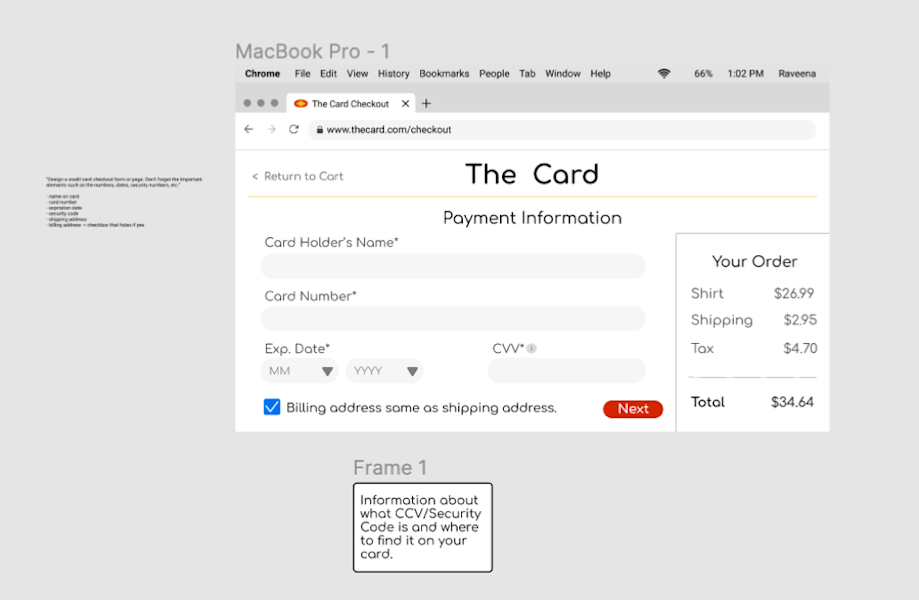 MacBook Pro - 1
Chrome File Edit View History Bookmarks People Tab Window Help 66% 1:02 PM Raveena
The Card Checkout
www.thecard.com/checkout
"Design a credit card checkout form or page. Don't forget the important
elements such as the numbers, dates, security numbers, etc."
- name on card
- card number
- expiration date
- security code
- shipping address
- billing address -> checkbox that hides if yes
< Return to Cart
The Card
Payment Information
Card Holder's Name*
Card Number*
Exp. Date*
CVV*
MM
YYYY
Billing address same as shipping address.
Next
Your Order
Shirt $26.99
Shipping $2.95
Tax $4.70
Total $34.64
Frame 1
Information about
what CCV/Security
Code is and where
to find it on your
card.